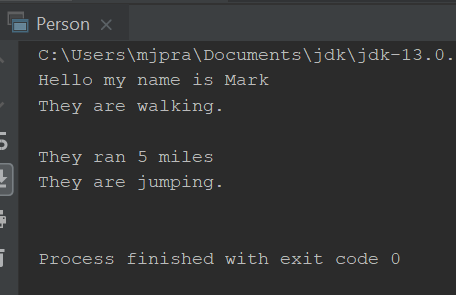 Person
C:\Users\mjpra\Documents\jdk\jdk-13.0.
Hello my name is Mark
They are walking.
They ran 5 miles
They are jumping.
Process finished with exit code 0